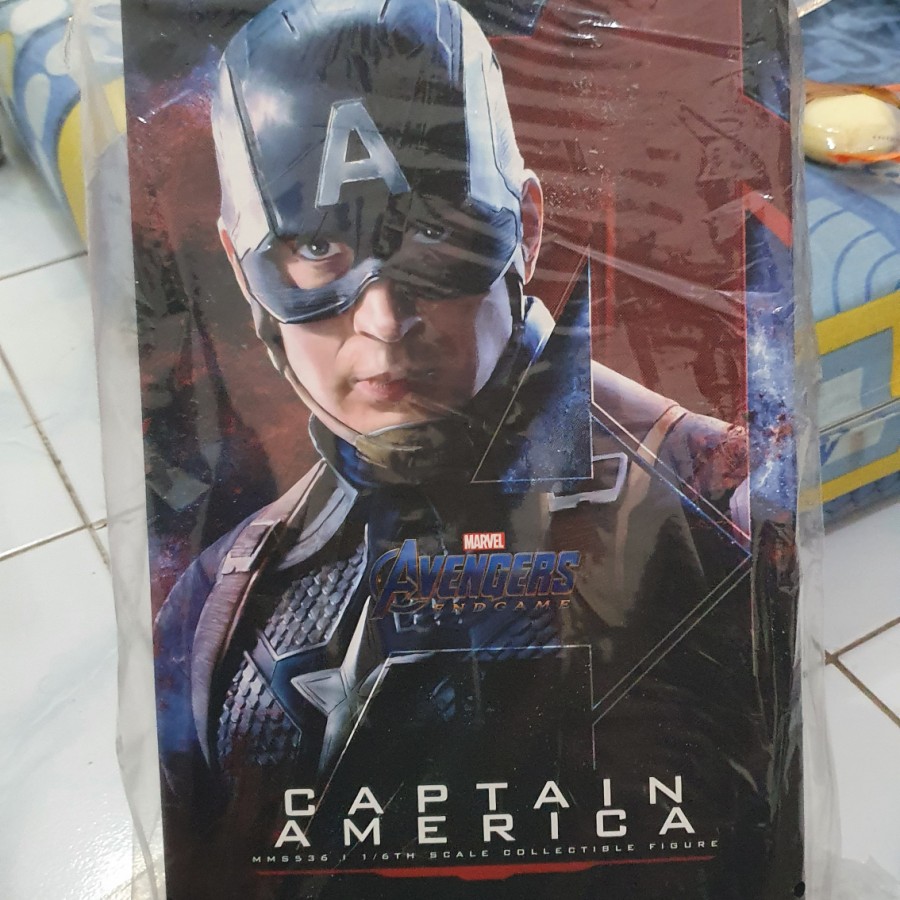 A
MARVEL
AVENGERS
ENDGAME
CAPTAIN
AMERICA
MMS536 | 1/6TH SCALE COLLECTIBLE FIGURE